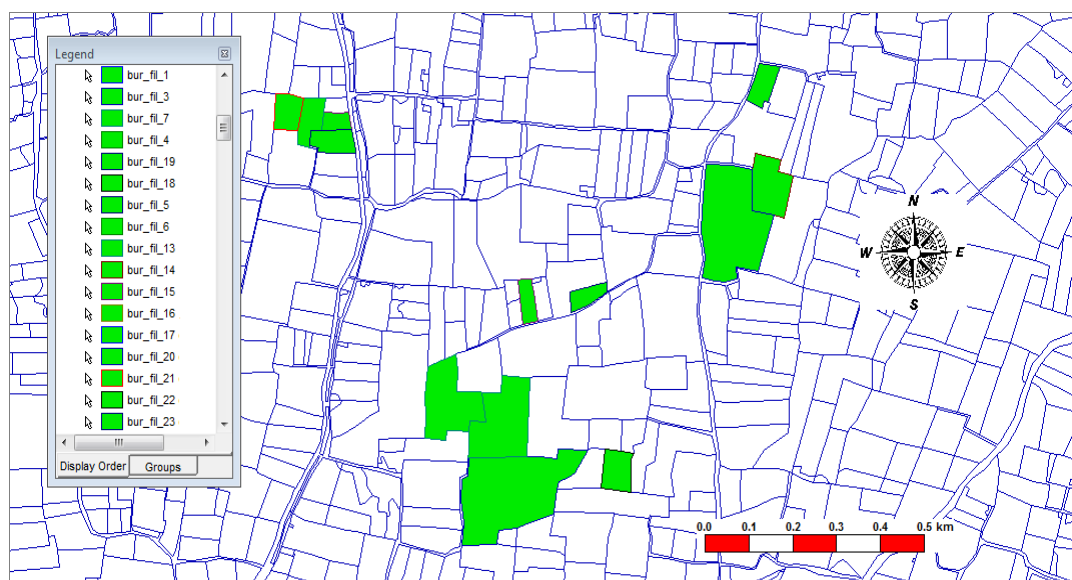 Legend
bur_fil_1
bur_fil_3
bur_fil_7
bur_fil_4
bur_fil_19
bur_fil_18
bur_fil_5
bur_fil_6
bur_fil_13
bur_fil_14
bur_fil_15
bur_fil_16
bur_fil_17
bur_fil_20
bur_fil_21
bur_fil_22
bur_fil_23
Display Order Groups
N
W E
S
0.0 0.1 0.2 0.3 0.4 0.5 km